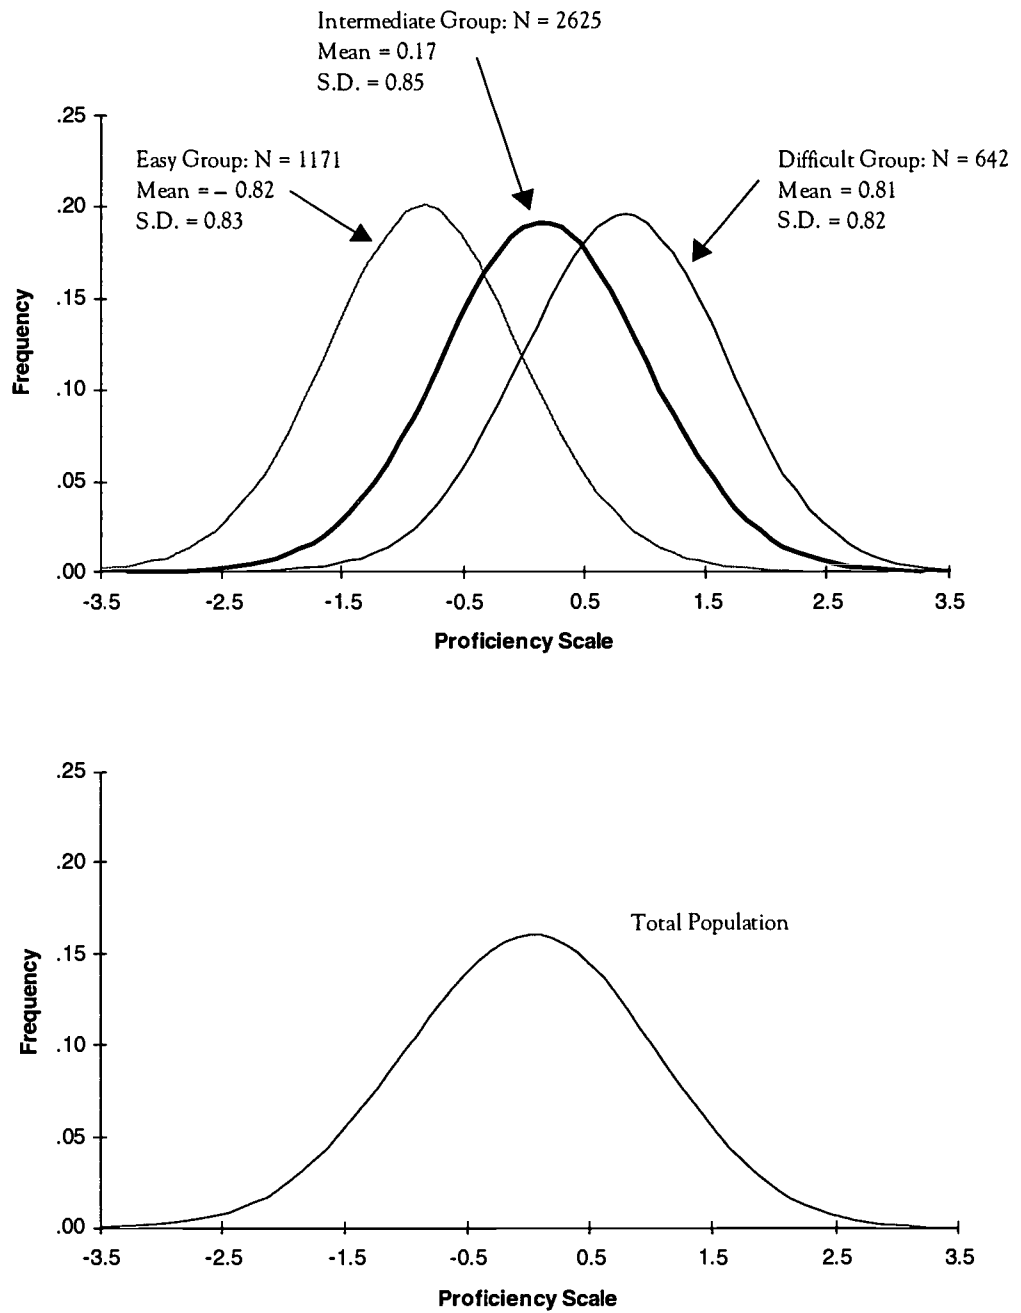 Intermediate Group: N = 2625
Mean = 0.17
S.D. = 0.85
.25
Easy Group: N = 1171
Mean = – 0.82
S.D. = 0.83
Difficult Group: N = 642
Mean = 0.81
S.D. = 0.82
.20
.15
.10
.05
.00
Frequency
-3.5 -2.5 -1.5 -0.5 0.5 1.5 2.5 3.5
Proficiency Scale
.25
.20
Total Population
.15
.10
.05
.00
Frequency
-3.5 -2.5 -1.5 -0.5 0.5 1.5 2.5 3.5
Proficiency Scale